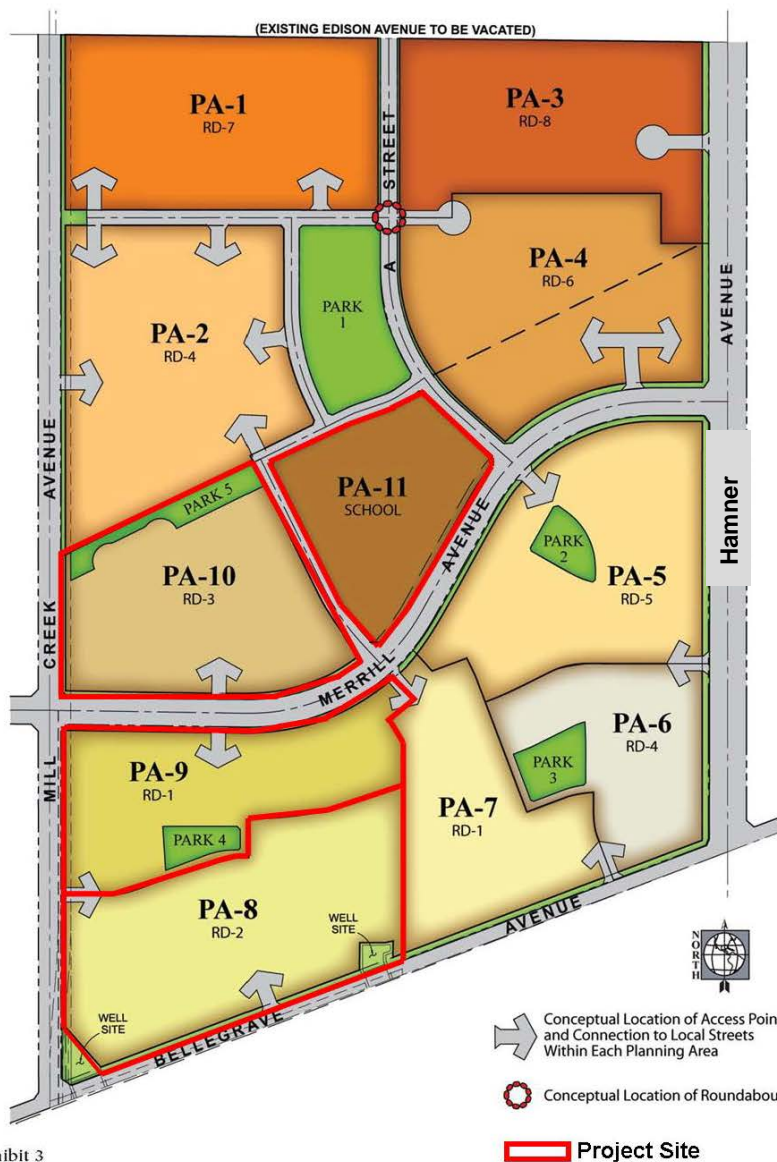 (EXISTING EDISON AVENUE TO BE VACATED)
PA-1
RD-7
PA-3
RD-8
A STREET
PA-2
RD-4
PARK
1
PA-4
RD-6
AVENUE
Hamner
PARK 5
PA-11
SCHOOL
PA-10
RD-3
PARK
2
PA-5
RD-5
MERRILL AVENUE
MILL CREEK AVENUE
PA-9
RD-1
PARK 4
PA-6
RD-4
PARK
3
PA-7
RD-1
PA-8
RD-2
WELL
SITE
WELL
SITE
BELLEGRAVE AVENUE
NORTH
Conceptual Location of Access Poin
and Connection to Local Streets
Within Each Planning Area
Conceptual Location of Roundabou
Project Site
hibit 3